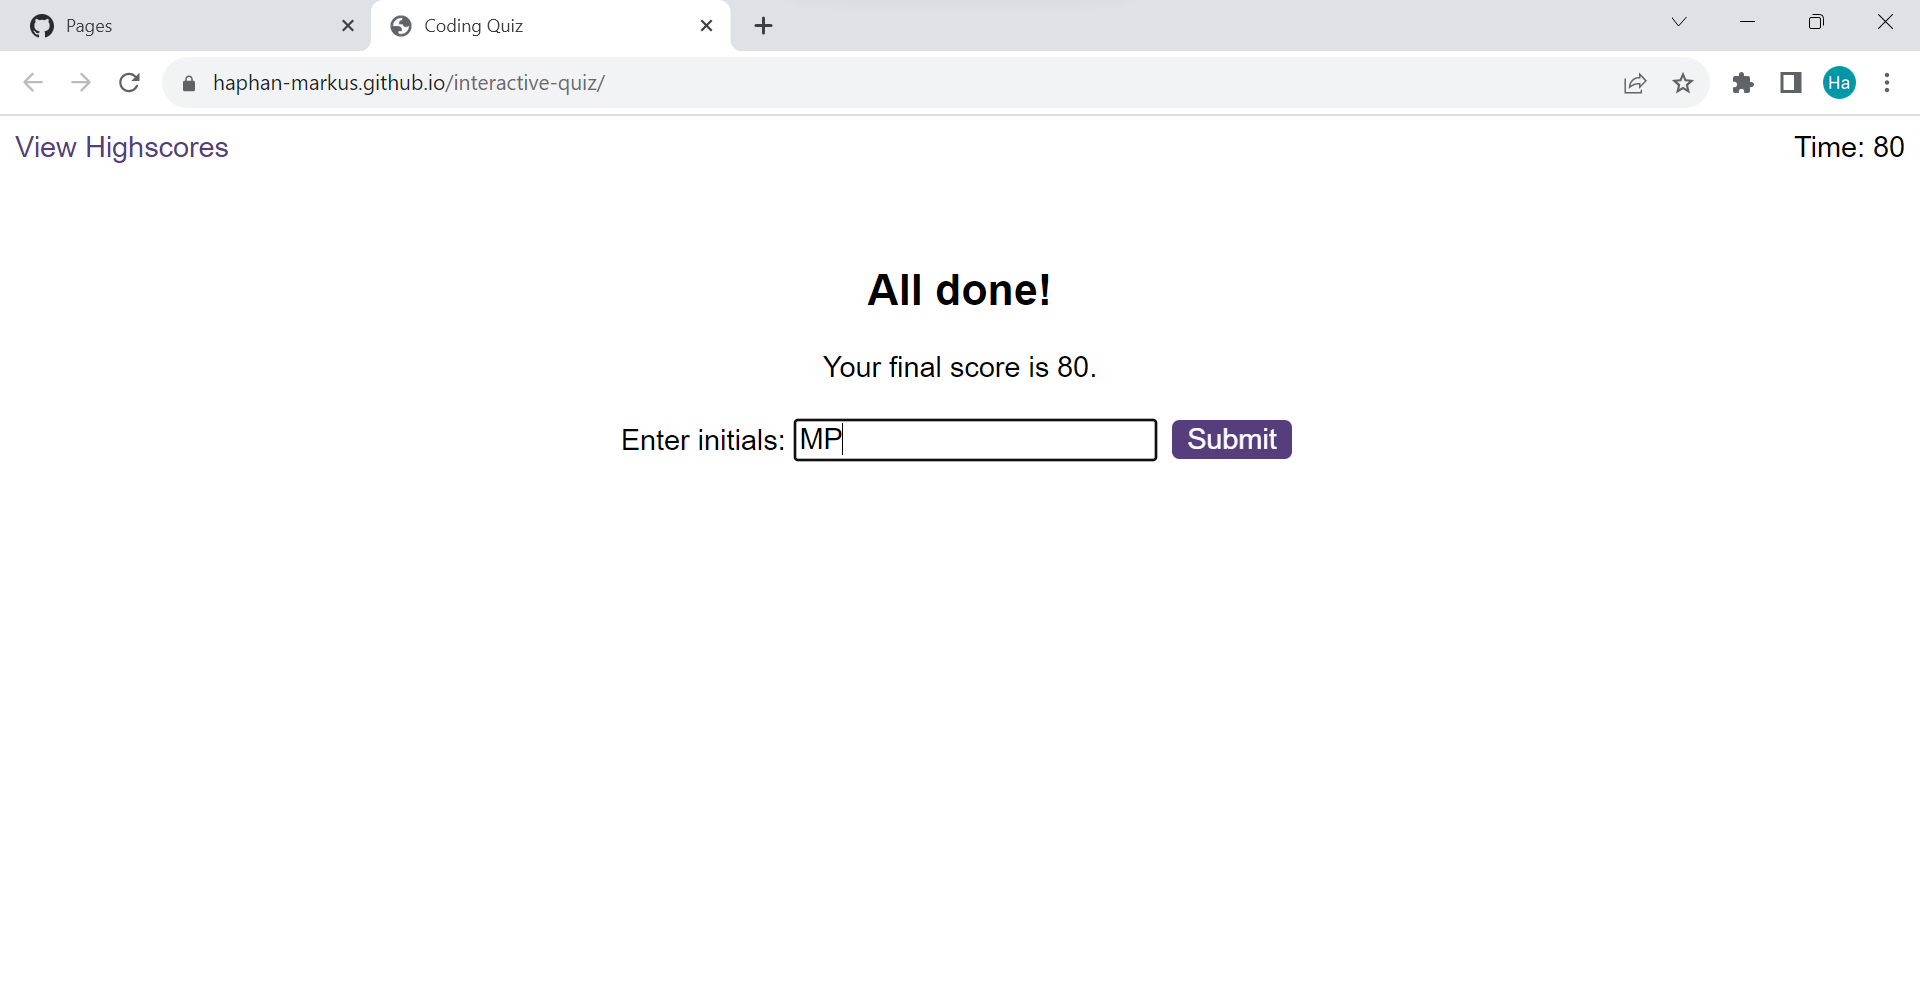 Pages
Coding Quiz
haphan-markus.github.io/interactive-quiz/
Ha
View Highscores
Time: 80
All done!
Your final score is 80.
Enter initials: MP Submit